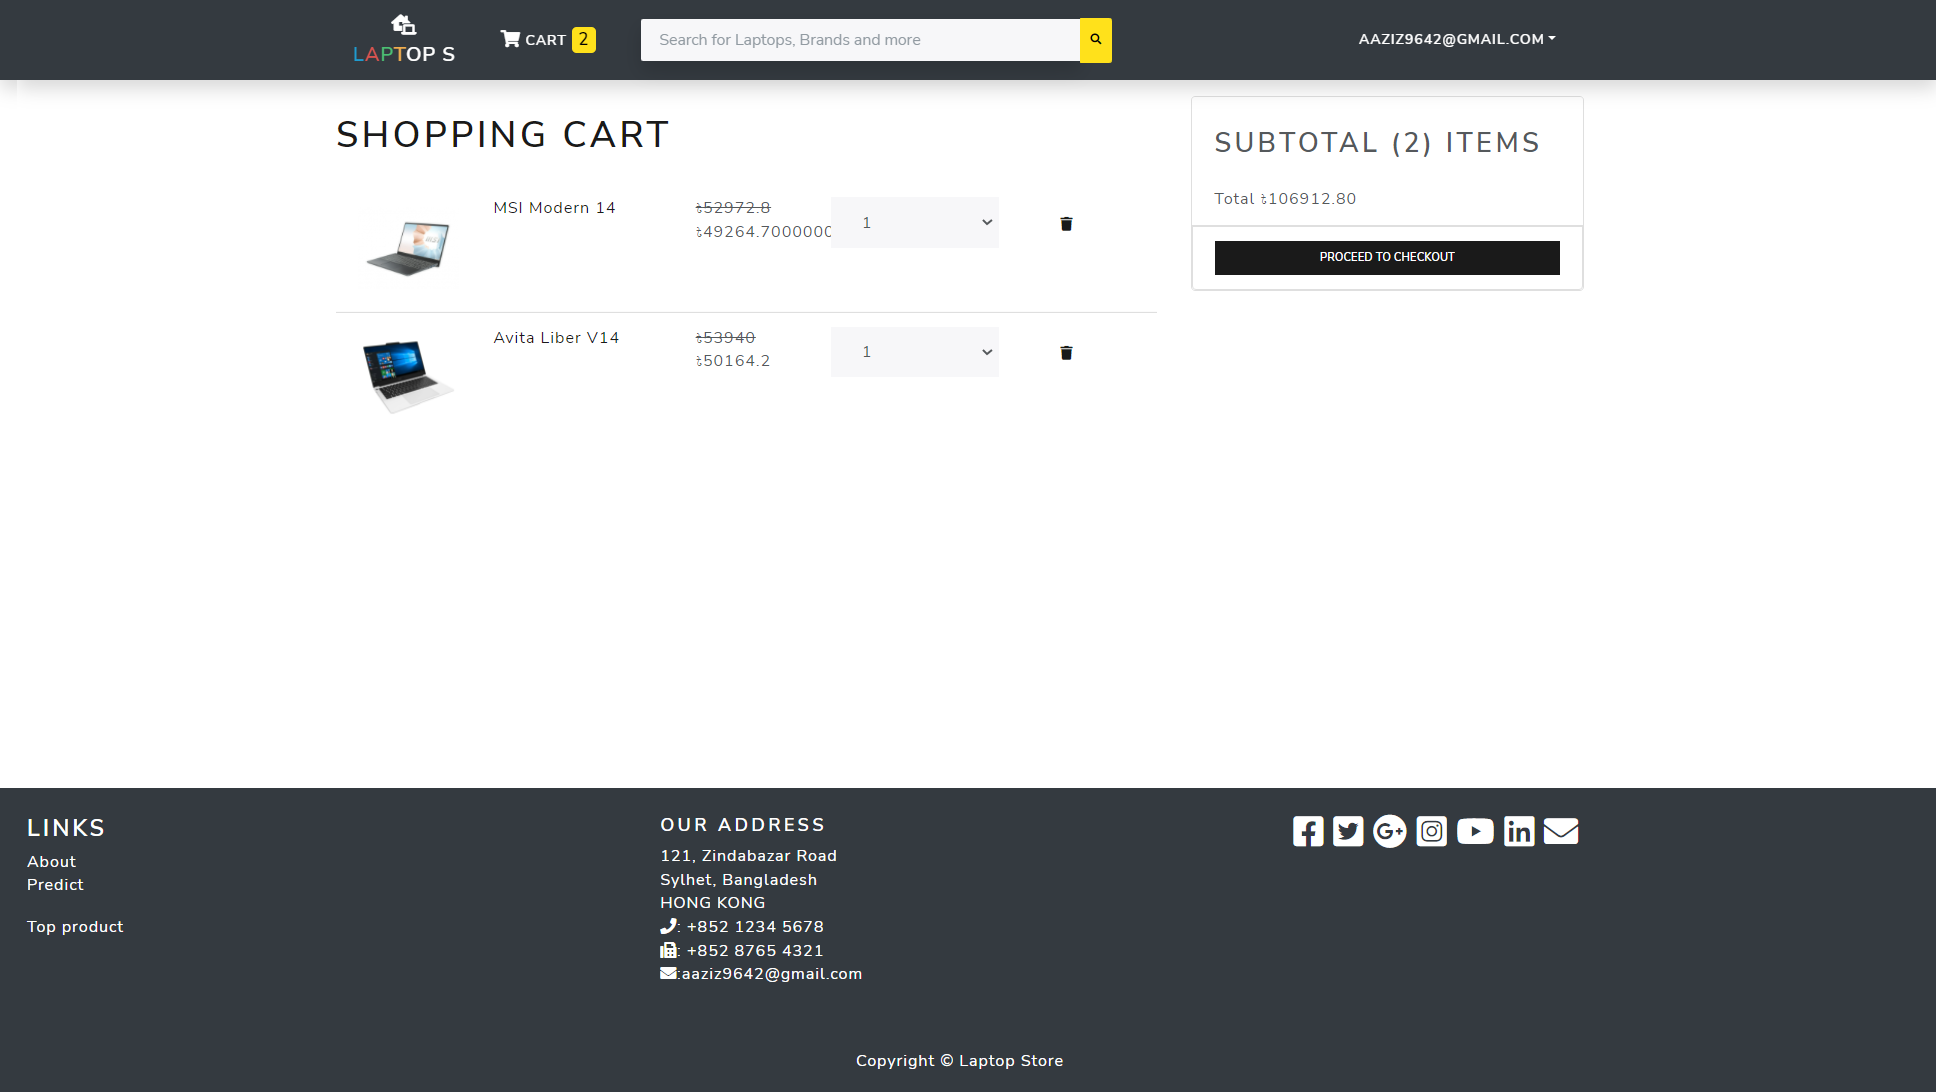 LAPTOP S
CART 2
Search for Laptops, Brands and more
AAZIZ9642@GMAIL.COM
SHOPPING CART
MSI Modern 14
৳52972.8
৳49264.7000000
1
Avita Liber V14
৳53940
৳50164.2
1
SUBTOTAL (2) ITEMS
Total ৳106912.80
PROCEED TO CHECKOUT
LINKS
About
Predict
Top product
OUR ADDRESS
121, Zindabazar Road
Sylhet, Bangladesh
HONG KONG
: +852 1234 5678
: +852 8765 4321
:aaziz9642@gmail.com
Copyright © Laptop Store